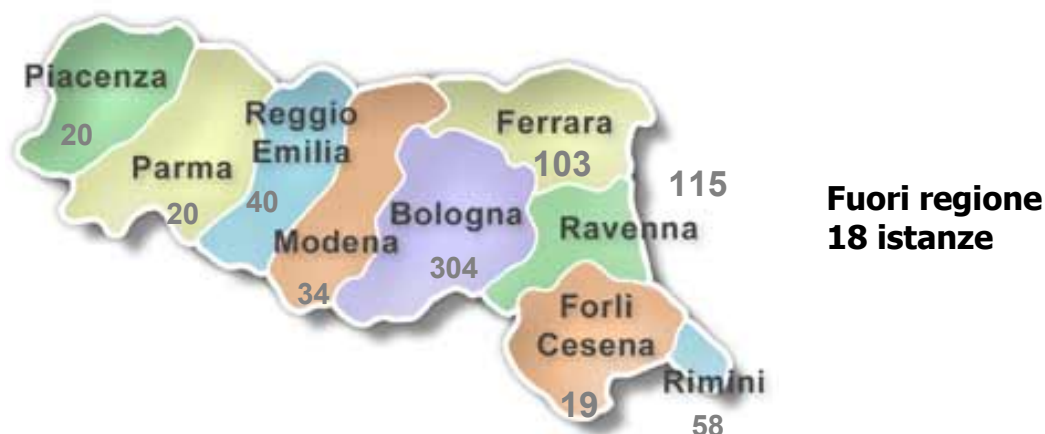 Piacenza
20
Parma
20
Reggio
Emilia
40
Modena
34
Bologna
304
Ferrara
103
115
Ravenna
Forlì
Cesena
19
Rimini
58
Fuori regione
18 istanze